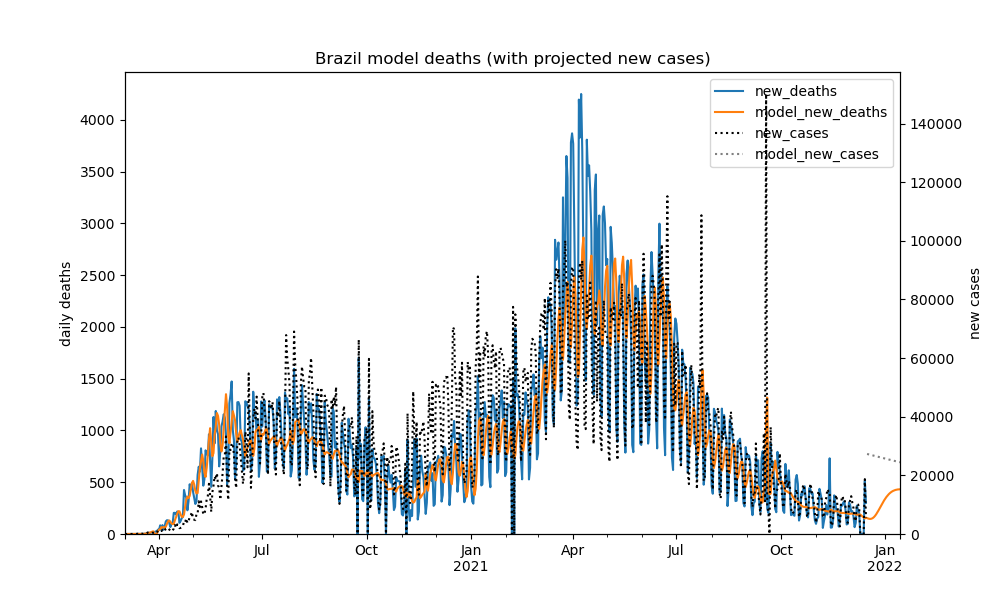 Brazil model deaths (with projected new cases)
new_deaths
model_new_deaths
new_cases
model_new_cases
daily deaths
4000
3500
3000
2500
2000
1500
1000
500
0
new cases
140000
120000
100000
80000
60000
40000
20000
0
Apr
Jul
Oct
Jan
2021
Apr
Jul
Oct
Jan
2022